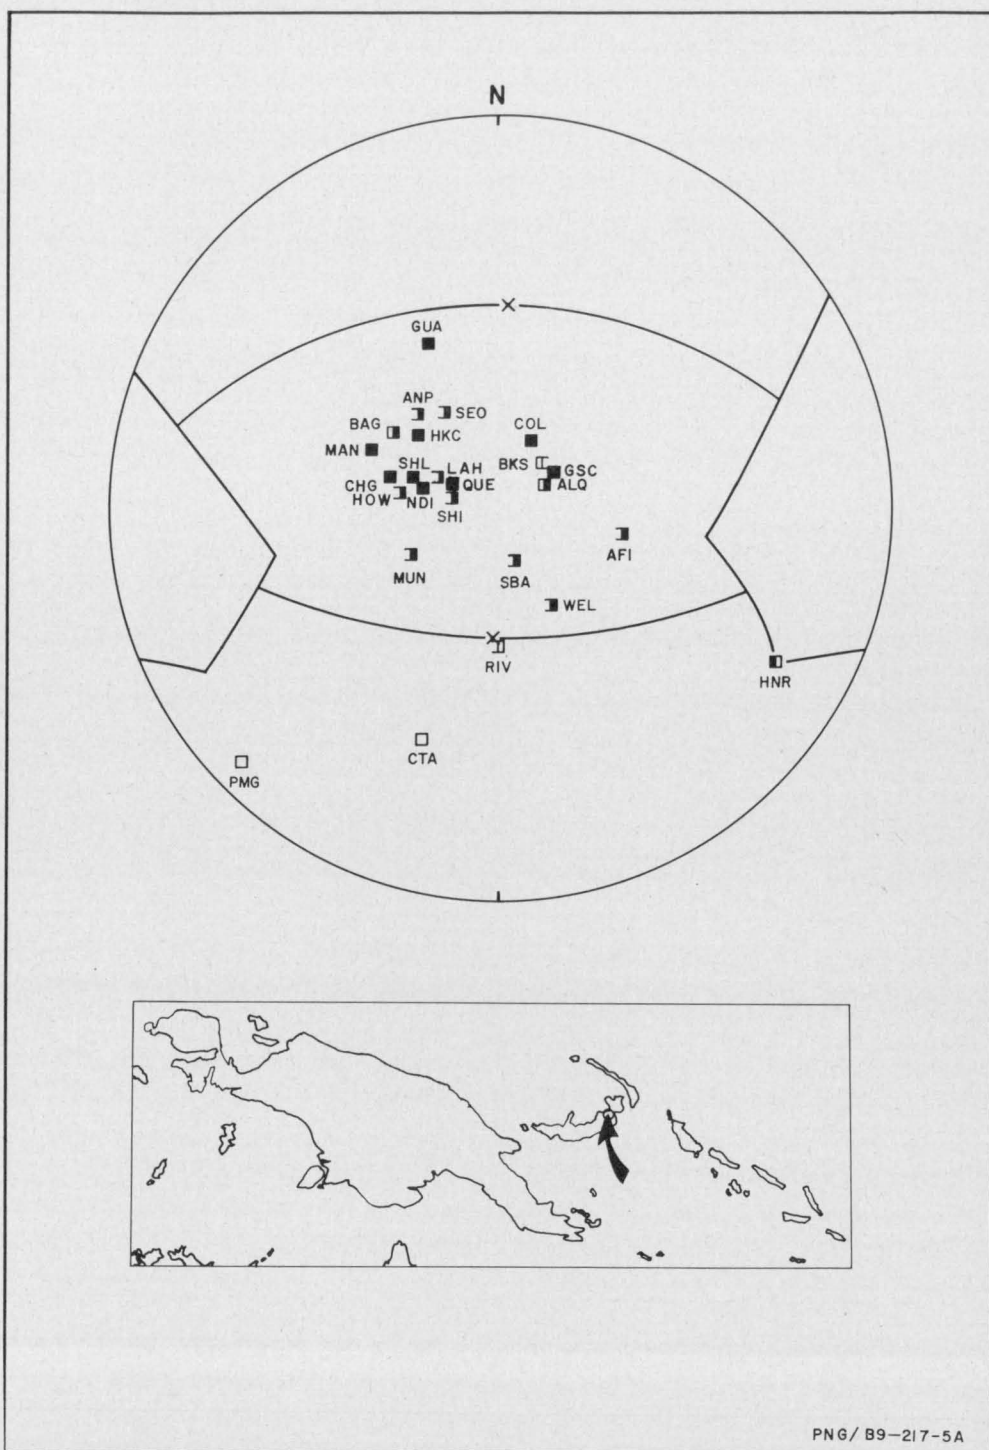 N
GUA
ANP
SEO
BAG
HKC
COL
MAN
BKS
GSC
SHL
LAH
CHG
QUE
ALQ
HOW
NDI
SHI
AFI
MUN
SBA
WEL
RIV
HNR
CTA
PMG
PNG/B9-217-5A